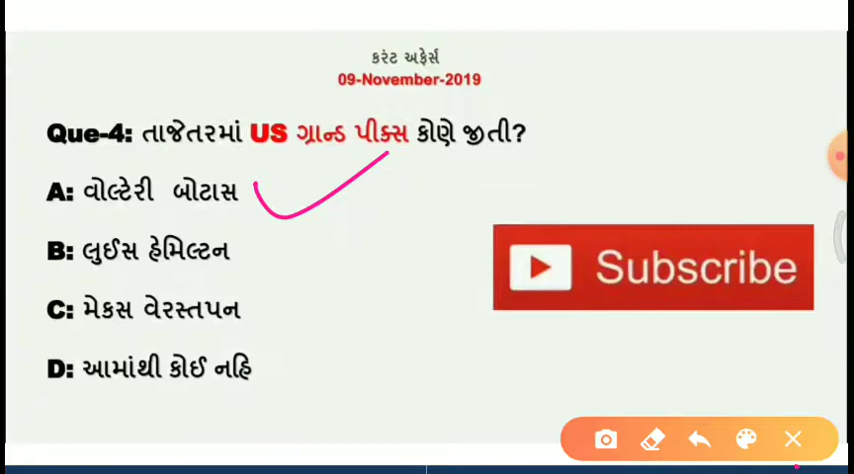 કરંટ અફેર્સ
09-November-2019
Que-4: તાજેતરમાં US ગ્રાન્ડ પીક્સ કોણે જીતી?
A: વોલ્ટેરી બોટાસ
B: લુઈસ હેમિલ્ટન
Subscribe
C: મેકસ વેરસ્તપન
D: આમાંથી કોઈ નહિ